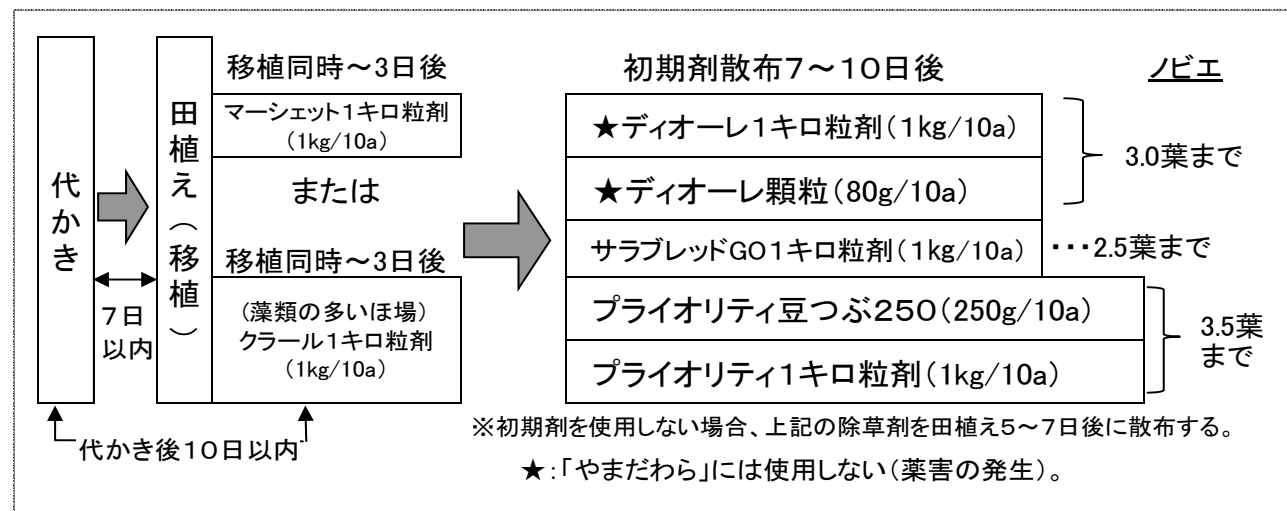 代かき
7日
以内
田植え（移植）
移植同時～3日後
マーシェット1キロ粒剤
(1kg/10a)
または
移植同時～3日後
(藻類の多いほ場)
クラール1キロ粒剤
(1kg/10a)
代かき後10日以内
初期剤散布7～10日後
ノビエ
★ディオーレ1キロ粒剤(1kg/10a)
★ディオーレ顆粒(80g/10a)
3.0葉まで
サラブレッドGO1キロ粒剤(1kg/10a)
･･･2.5葉まで
プライオリティ豆つぶ250(250g/10a)
プライオリティ1キロ粒剤(1kg/10a)
3.5葉
まで
※初期剤を使用しない場合、上記の除草剤を田植え5～7日後に散布する。
★:「やまだわら」には使用しない(薬害の発生)。